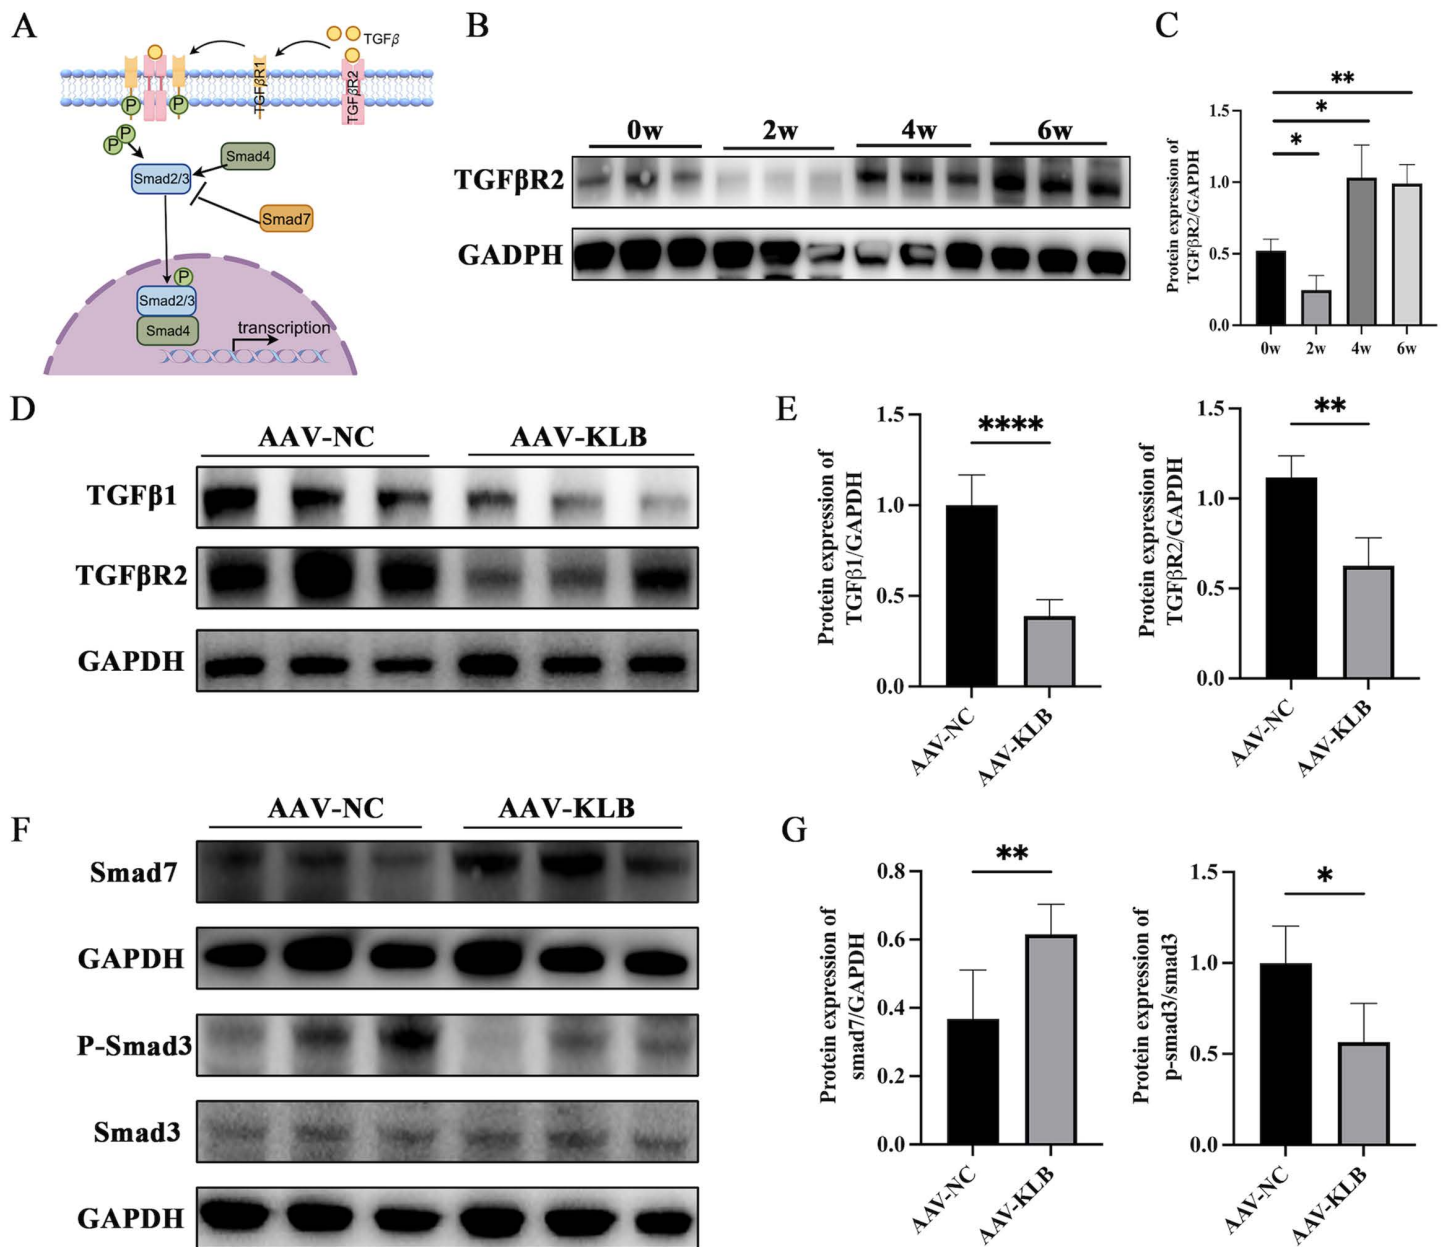 A
TGFβ
TGFβR1
TGFβR2
P
P
P
P
Smad4
Smad2/3
Smad7
P
Smad2/3
Smad4
transcription
B
0w 2w 4w 6w
TGFβR2
GADPH
C
**
*
*
Protein expression of
TGFβR2/GAPDH
1.5
1.0
0.5
0.0
0w 2w 4w 6w
D
AAV-NC AAV-KLB
TGFβ1
TGFβR2
GAPDH
E
Protein expression of
TGFβ1/GAPDH
1.5
1.0
0.5
0.0
****
AAV-NC
AAV-KLB
Protein expression of
TGFβR2/GAPDH
1.5
1.0
0.5
0.0
**
AAV-NC
AAV-KLB
F
AAV-NC AAV-KLB
Smad7
GAPDH
P-Smad3
Smad3
GAPDH
G
Protein expression of
smad7/GAPDH
0.8
0.6
0.4
0.2
0.0
**
AAV-NC
AAV-KLB
Protein expression of
p-smad3/smad3
1.5
1.0
0.5
0.0
*
AAV-NC
AAV-KLB